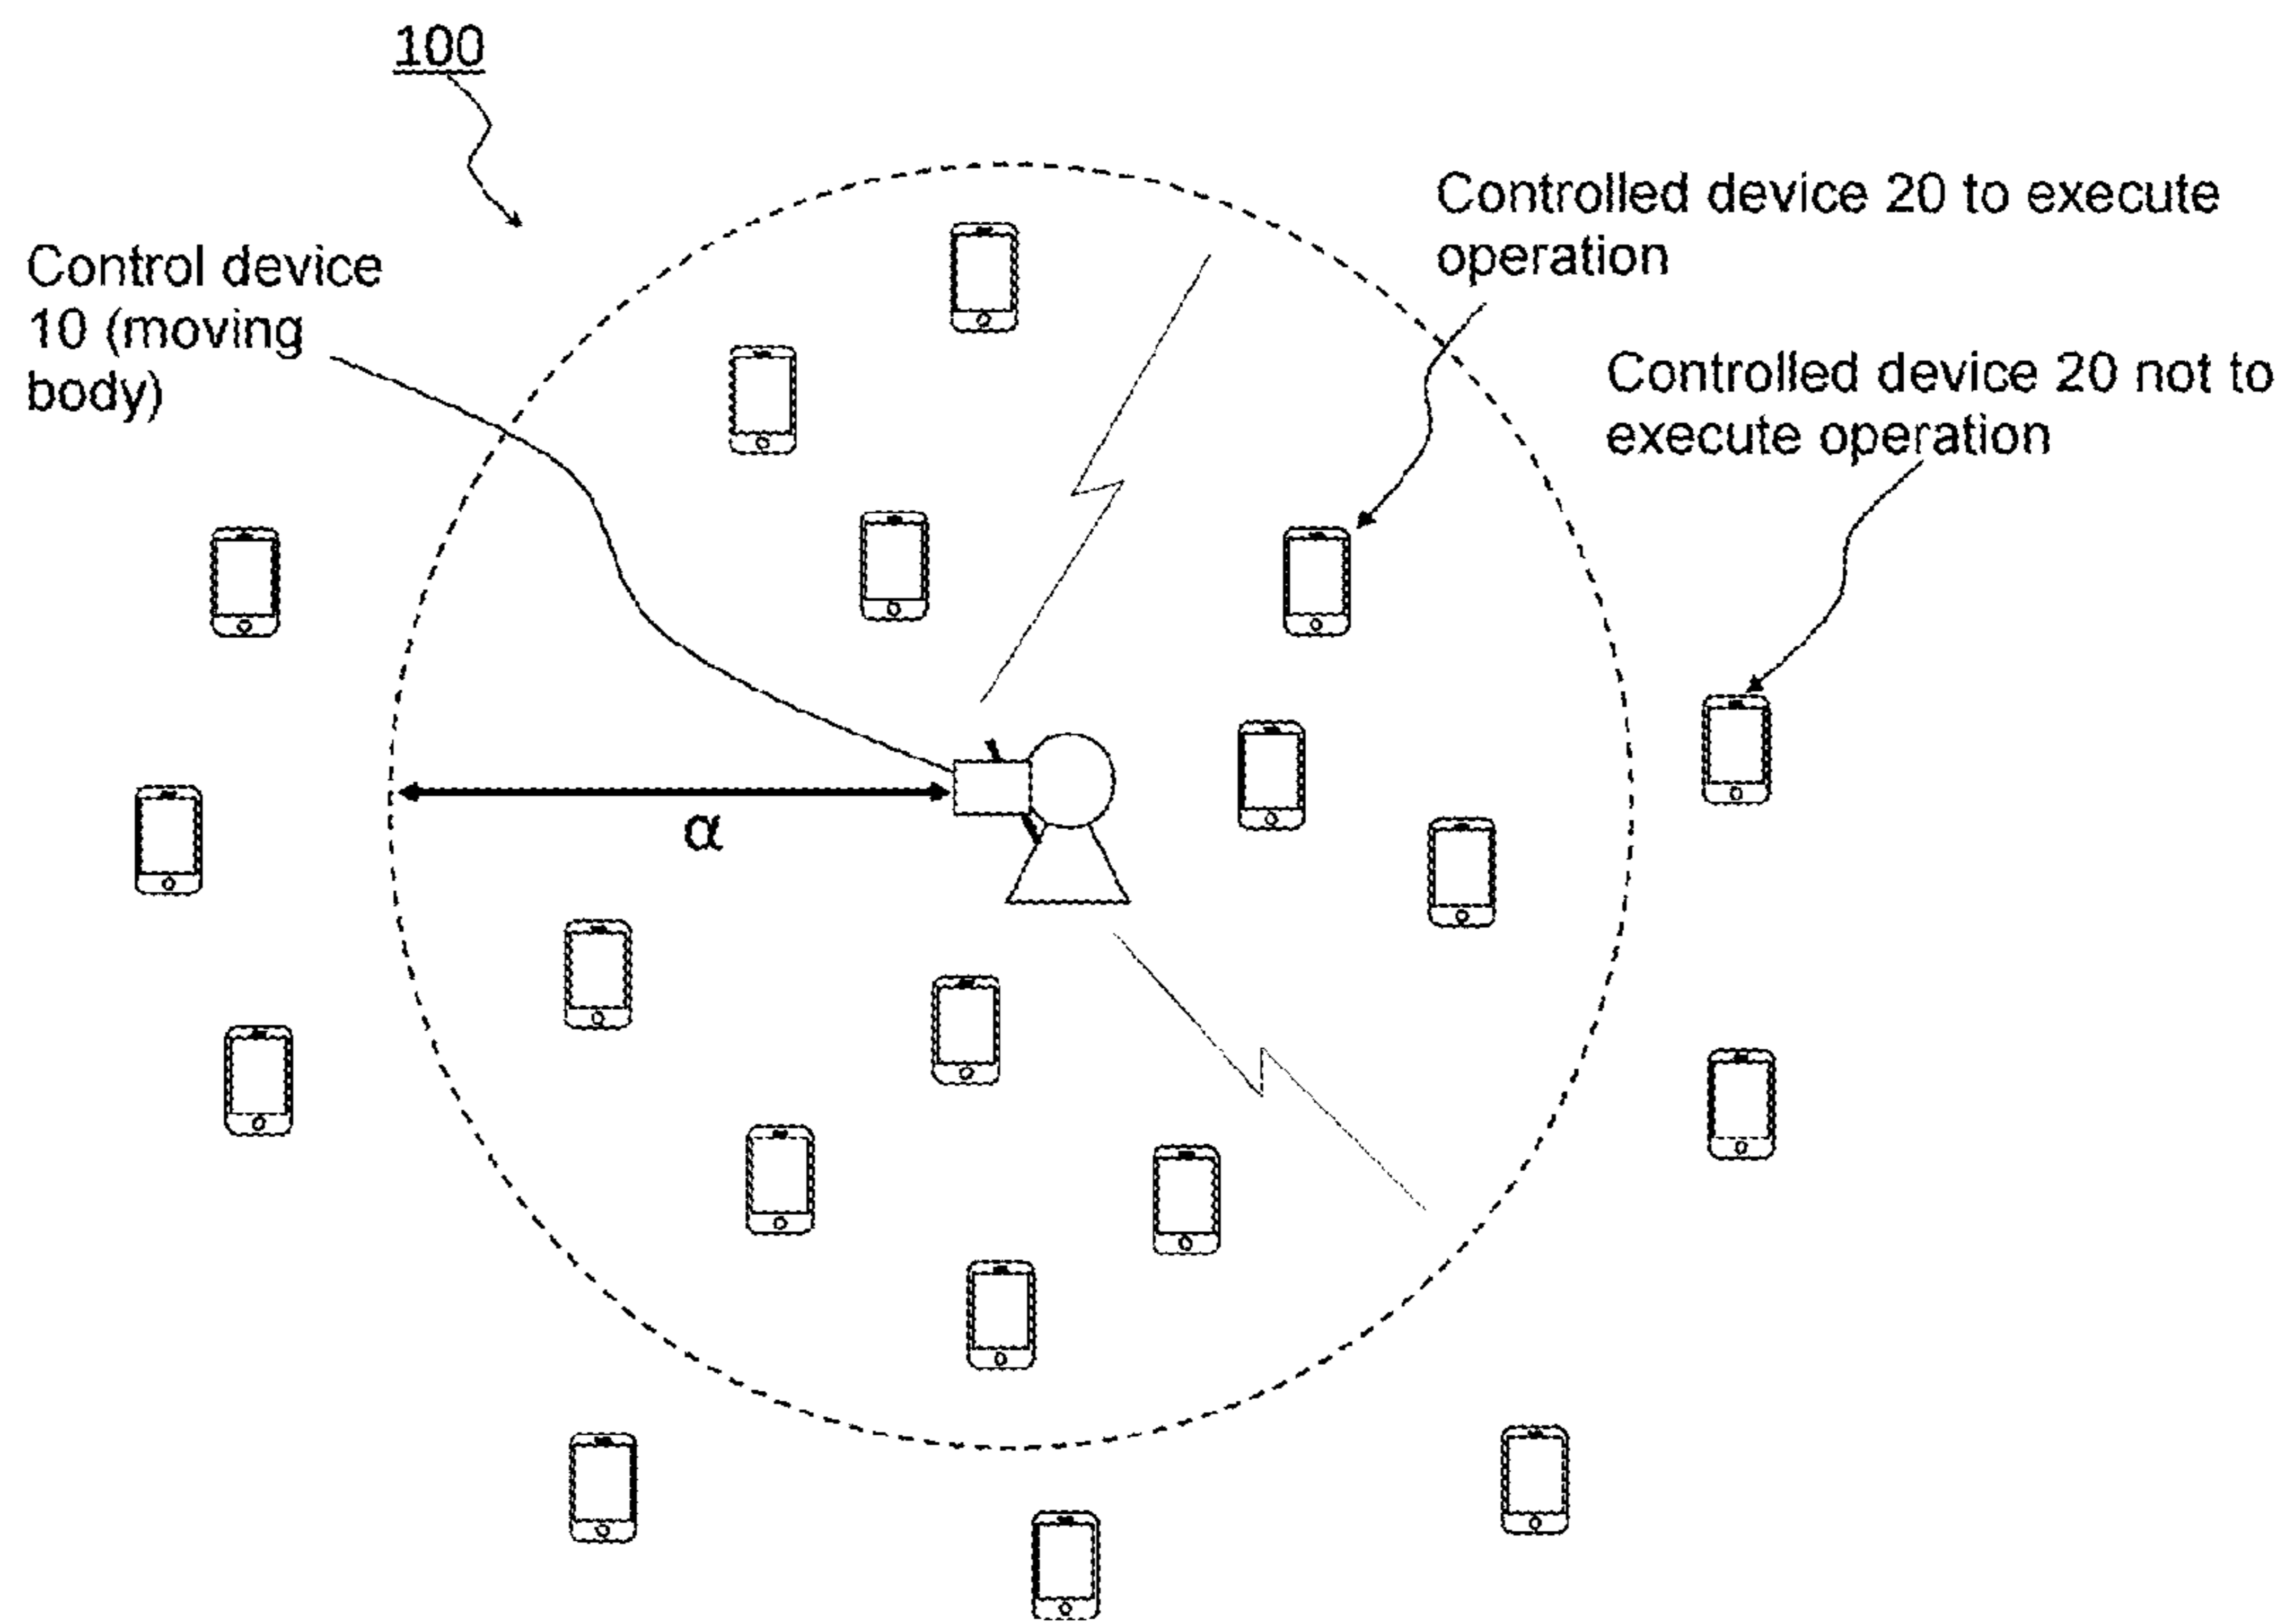 100
Control device
10 (moving
body)
Controlled device 20 to execute
operation
Controlled device 20 not to
execute operation
α